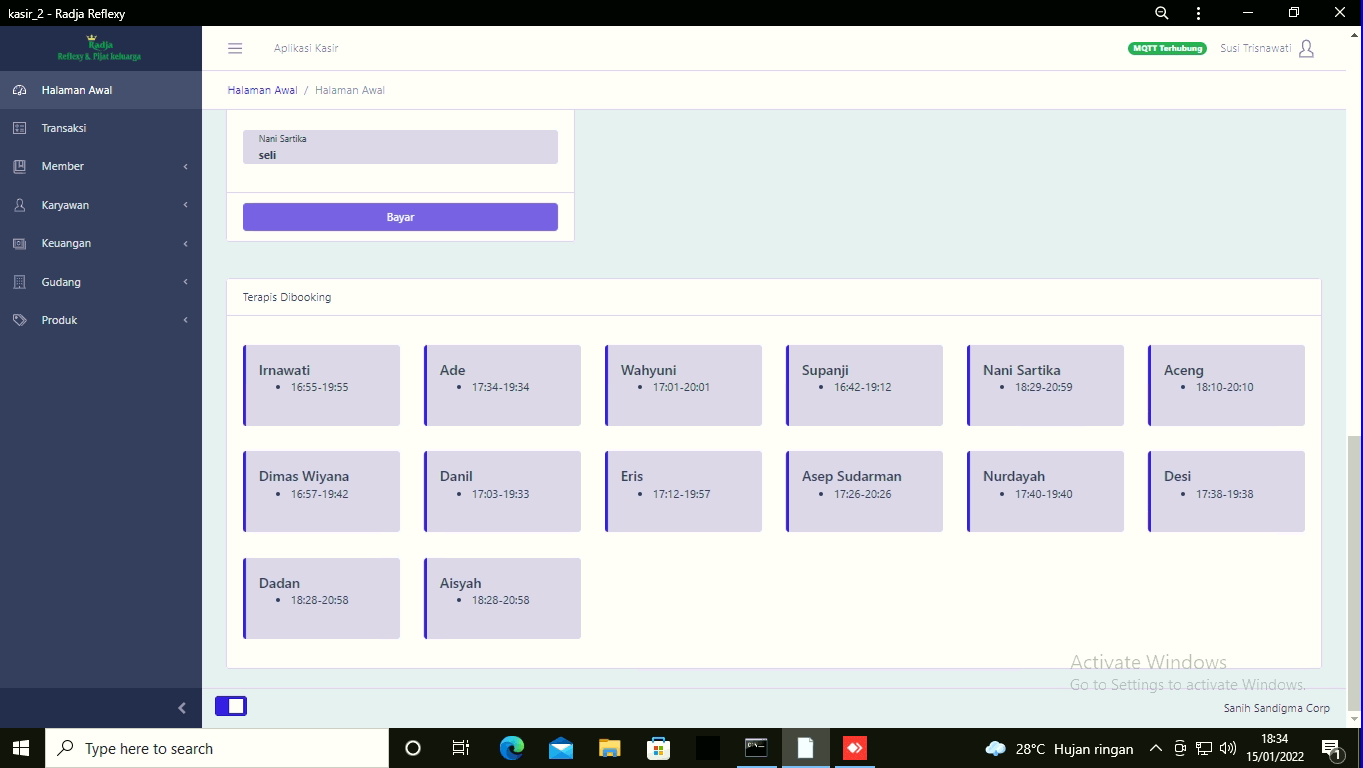 kasir_2 - Radja Reflexy
Radja
Reflexy & Pijat keluarga
Aplikasi Kasir
MQTT Terhubung
Susi Trisnawati
Halaman Awal
Transaksi
Member
Karyawan
Keuangan
Gudang
Produk
Halaman Awal / Halaman Awal
Nani Sartika
seli
Bayar
Terapis Dibooking
Irnawati
• 16:55-19:55
Ade
• 17:34-19:34
Wahyuni
• 17:01-20:01
Supanji
• 16:42-19:12
Nani Sartika
• 18:29-20:59
Aceng
• 18:10-20:10
Dimas Wiyana
• 16:57-19:42
Danil
• 17:03-19:33
Eris
• 17:12-19:57
Asep Sudarman
• 17:26-20:26
Nurdayah
• 17:40-19:40
Desi
• 17:38-19:38
Dadan
• 18:28-20:58
Aisyah
• 18:28-20:58
Activate Windows
Go to Settings to activate Windows.
Sanih Sandigma Corp
Type here to search
28°C Hujan ringan
18:34
15/01/2022
1